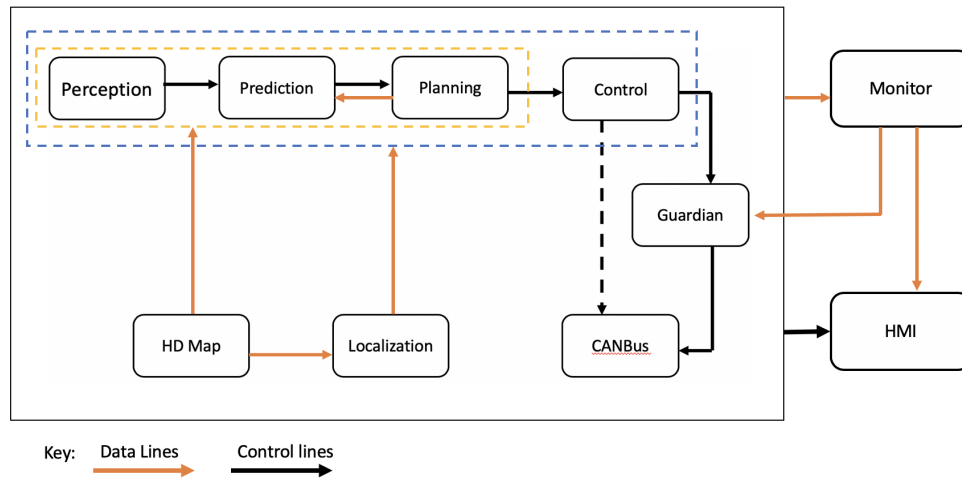 Perception
Prediction
Planning
Control
Monitor
Guardian
HD Map
Localization
CANBus
HMI
Key:
Data Lines
Control lines